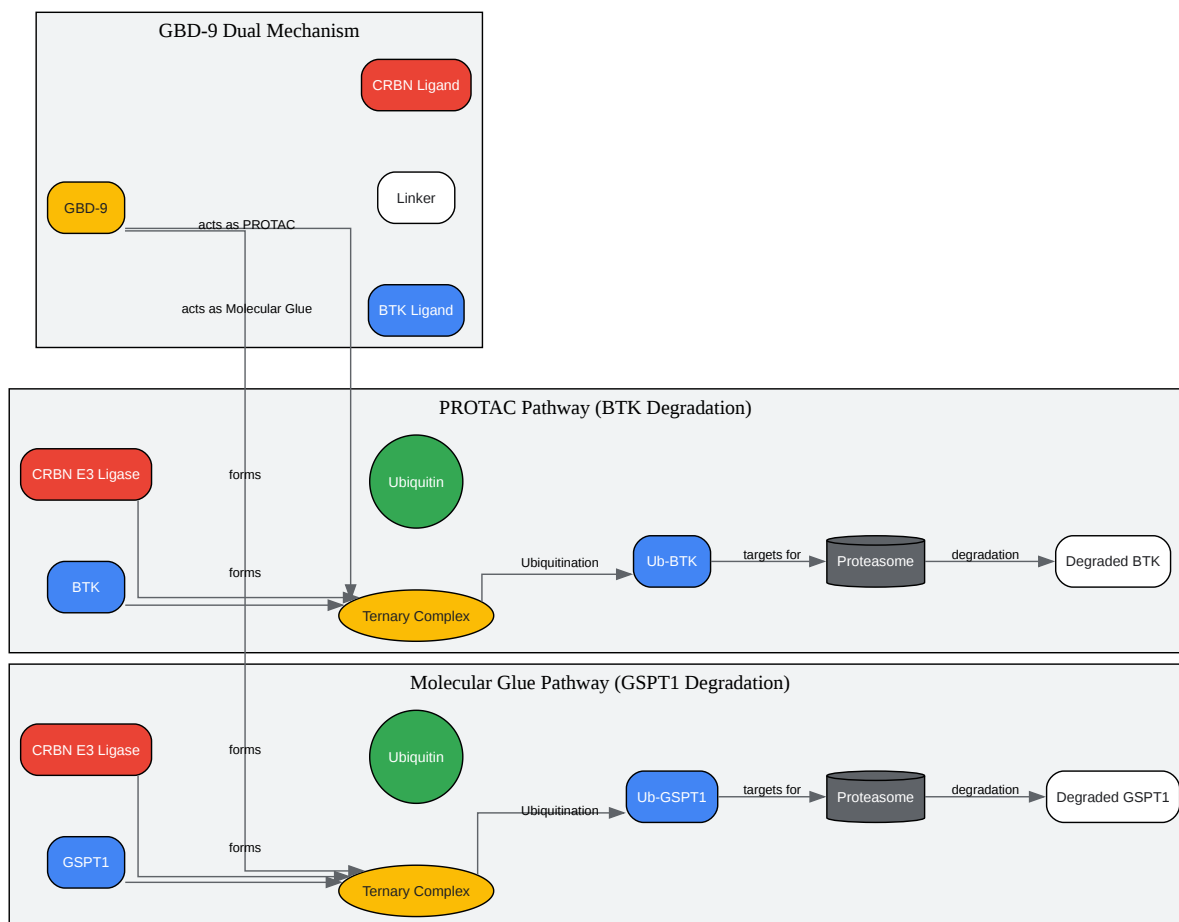 GBD-9 Dual Mechanism
CRBN Ligand
Linker
GBD-9
acts as PROTAC
acts as Molecular Glue
BTK Ligand
PROTAC Pathway (BTK Degradation)
CRBN E3 Ligase
forms
Ubiquitin
Ubiquitination
Ub-BTK
targets for
Proteasome
degradation
Degraded BTK
BTK
forms
Ternary Complex
Molecular Glue Pathway (GSPT1 Degradation)
CRBN E3 Ligase
forms
Ubiquitin
Ubiquitination
Ub-GSPT1
targets for
Proteasome
degradation
Degraded GSPT1
GSPT1
forms
Ternary Complex